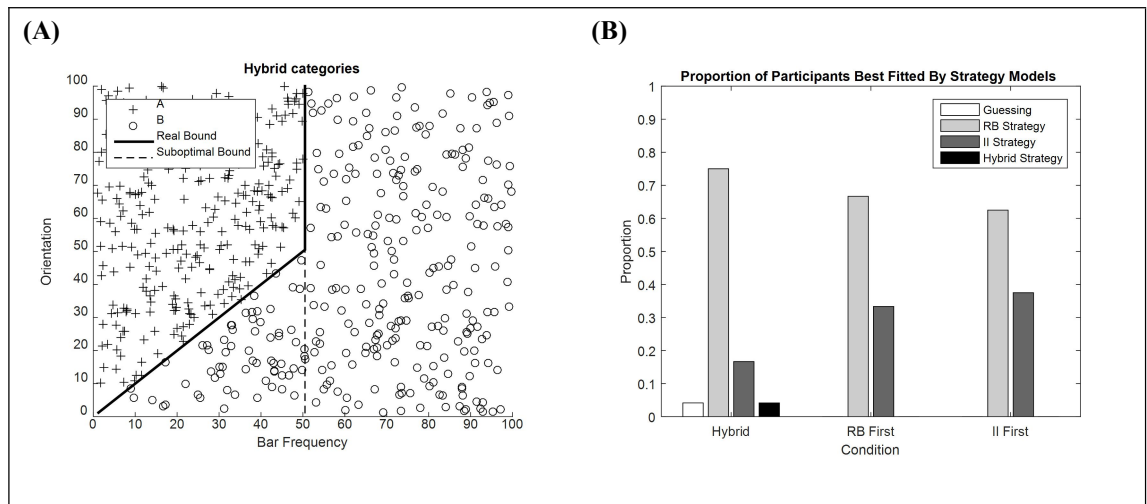 (A)
Hybrid categories
A
B
Real Bound
Suboptimal Bound
100
90
80
70
60
50
40
30
20
10
0
Orientation
0 10 20 30 40 50 60 70 80 90 100
Bar Frequency
(B)
Proportion of Participants Best Fitted By Strategy Models
Guessing
RB Strategy
II Strategy
Hybrid Strategy
1
0.9
0.8
0.7
0.6
0.5
0.4
0.3
0.2
0.1
0
Proportion
Hybrid RB First II First
Condition